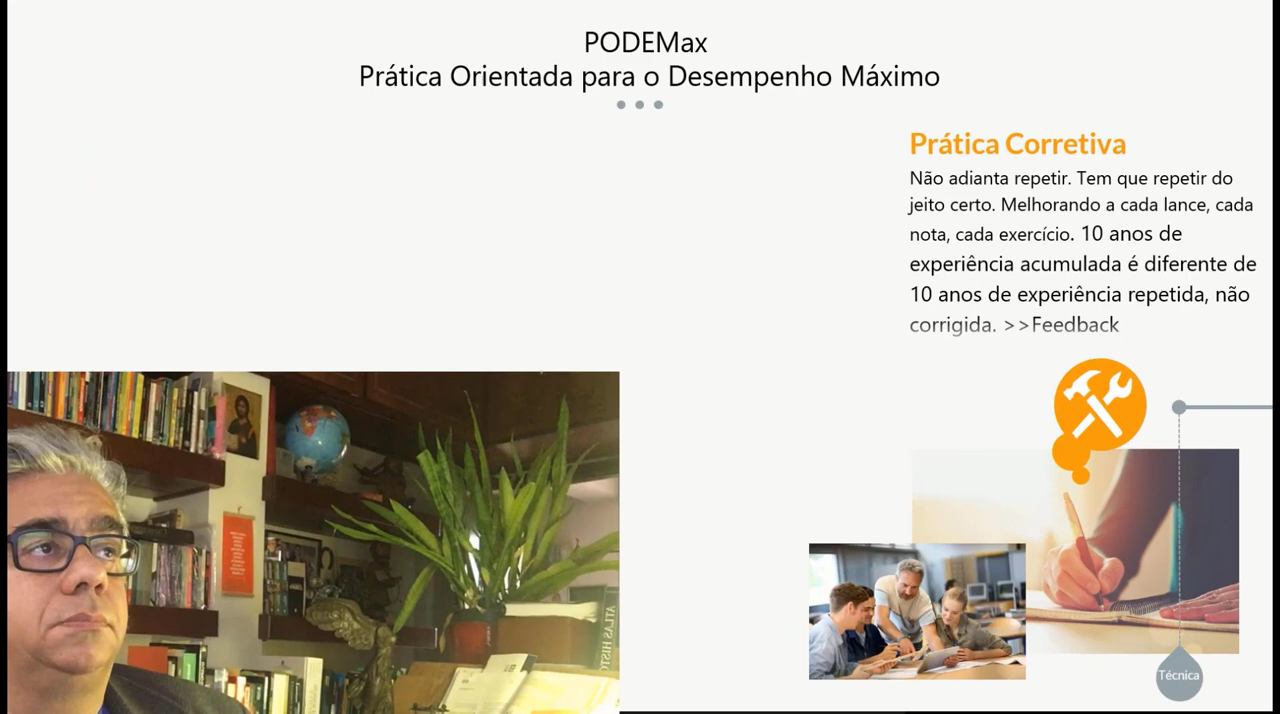 PODEMax
Prática Orientada para o Desempenho Máximo
Prática Corretiva
Não adianta repetir. Tem que repetir do
jeito certo. Melhorando a cada lance, cada
nota, cada exercício. 10 anos de
experiência acumulada é diferente de
10 anos de experiência repetida, não
corrigida. >>Feedback
Técnica